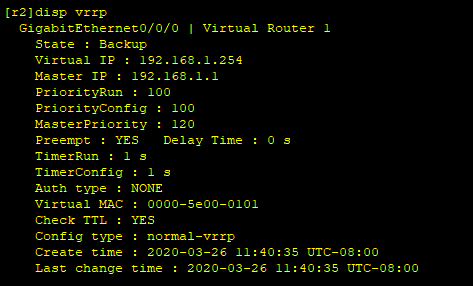 [r2]disp vrrp
GigabitEthernet0/0/0 | Virtual Router 1
State : Backup
Virtual IP : 192.168.1.254
Master IP : 192.168.1.1
PriorityRun : 100
PriorityConfig : 100
MasterPriority : 120
Preempt : YES Delay Time : 0 s
TimerRun : 1 s
TimerConfig : 1 s
Auth type : NONE
Virtual MAC : 0000-5e00-0101
Check TTL : YES
Config type : normal-vrrp
Create time : 2020-03-26 11:40:35 UTC-08:00
Last change time : 2020-03-26 11:40:35 UTC-08:00